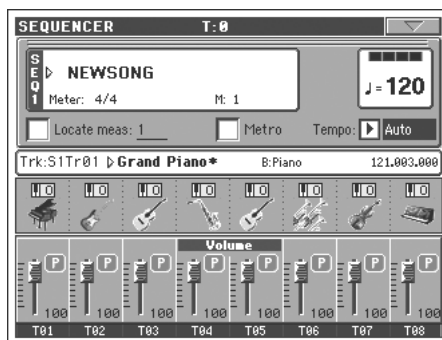 SEQUENCER T:0
SEQ1
NEWSONG
Meter: 4/4 M: 1
♩=120
Locate meas: 1 Metro Tempo: Auto
Trk:S1Tr01 Grand Piano* B:Piano 121.003.000
Volume
P P P P P P P P
100 100 100 100 100 100 100 100
T01 T02 T03 T04 T05 T06 T07 T08